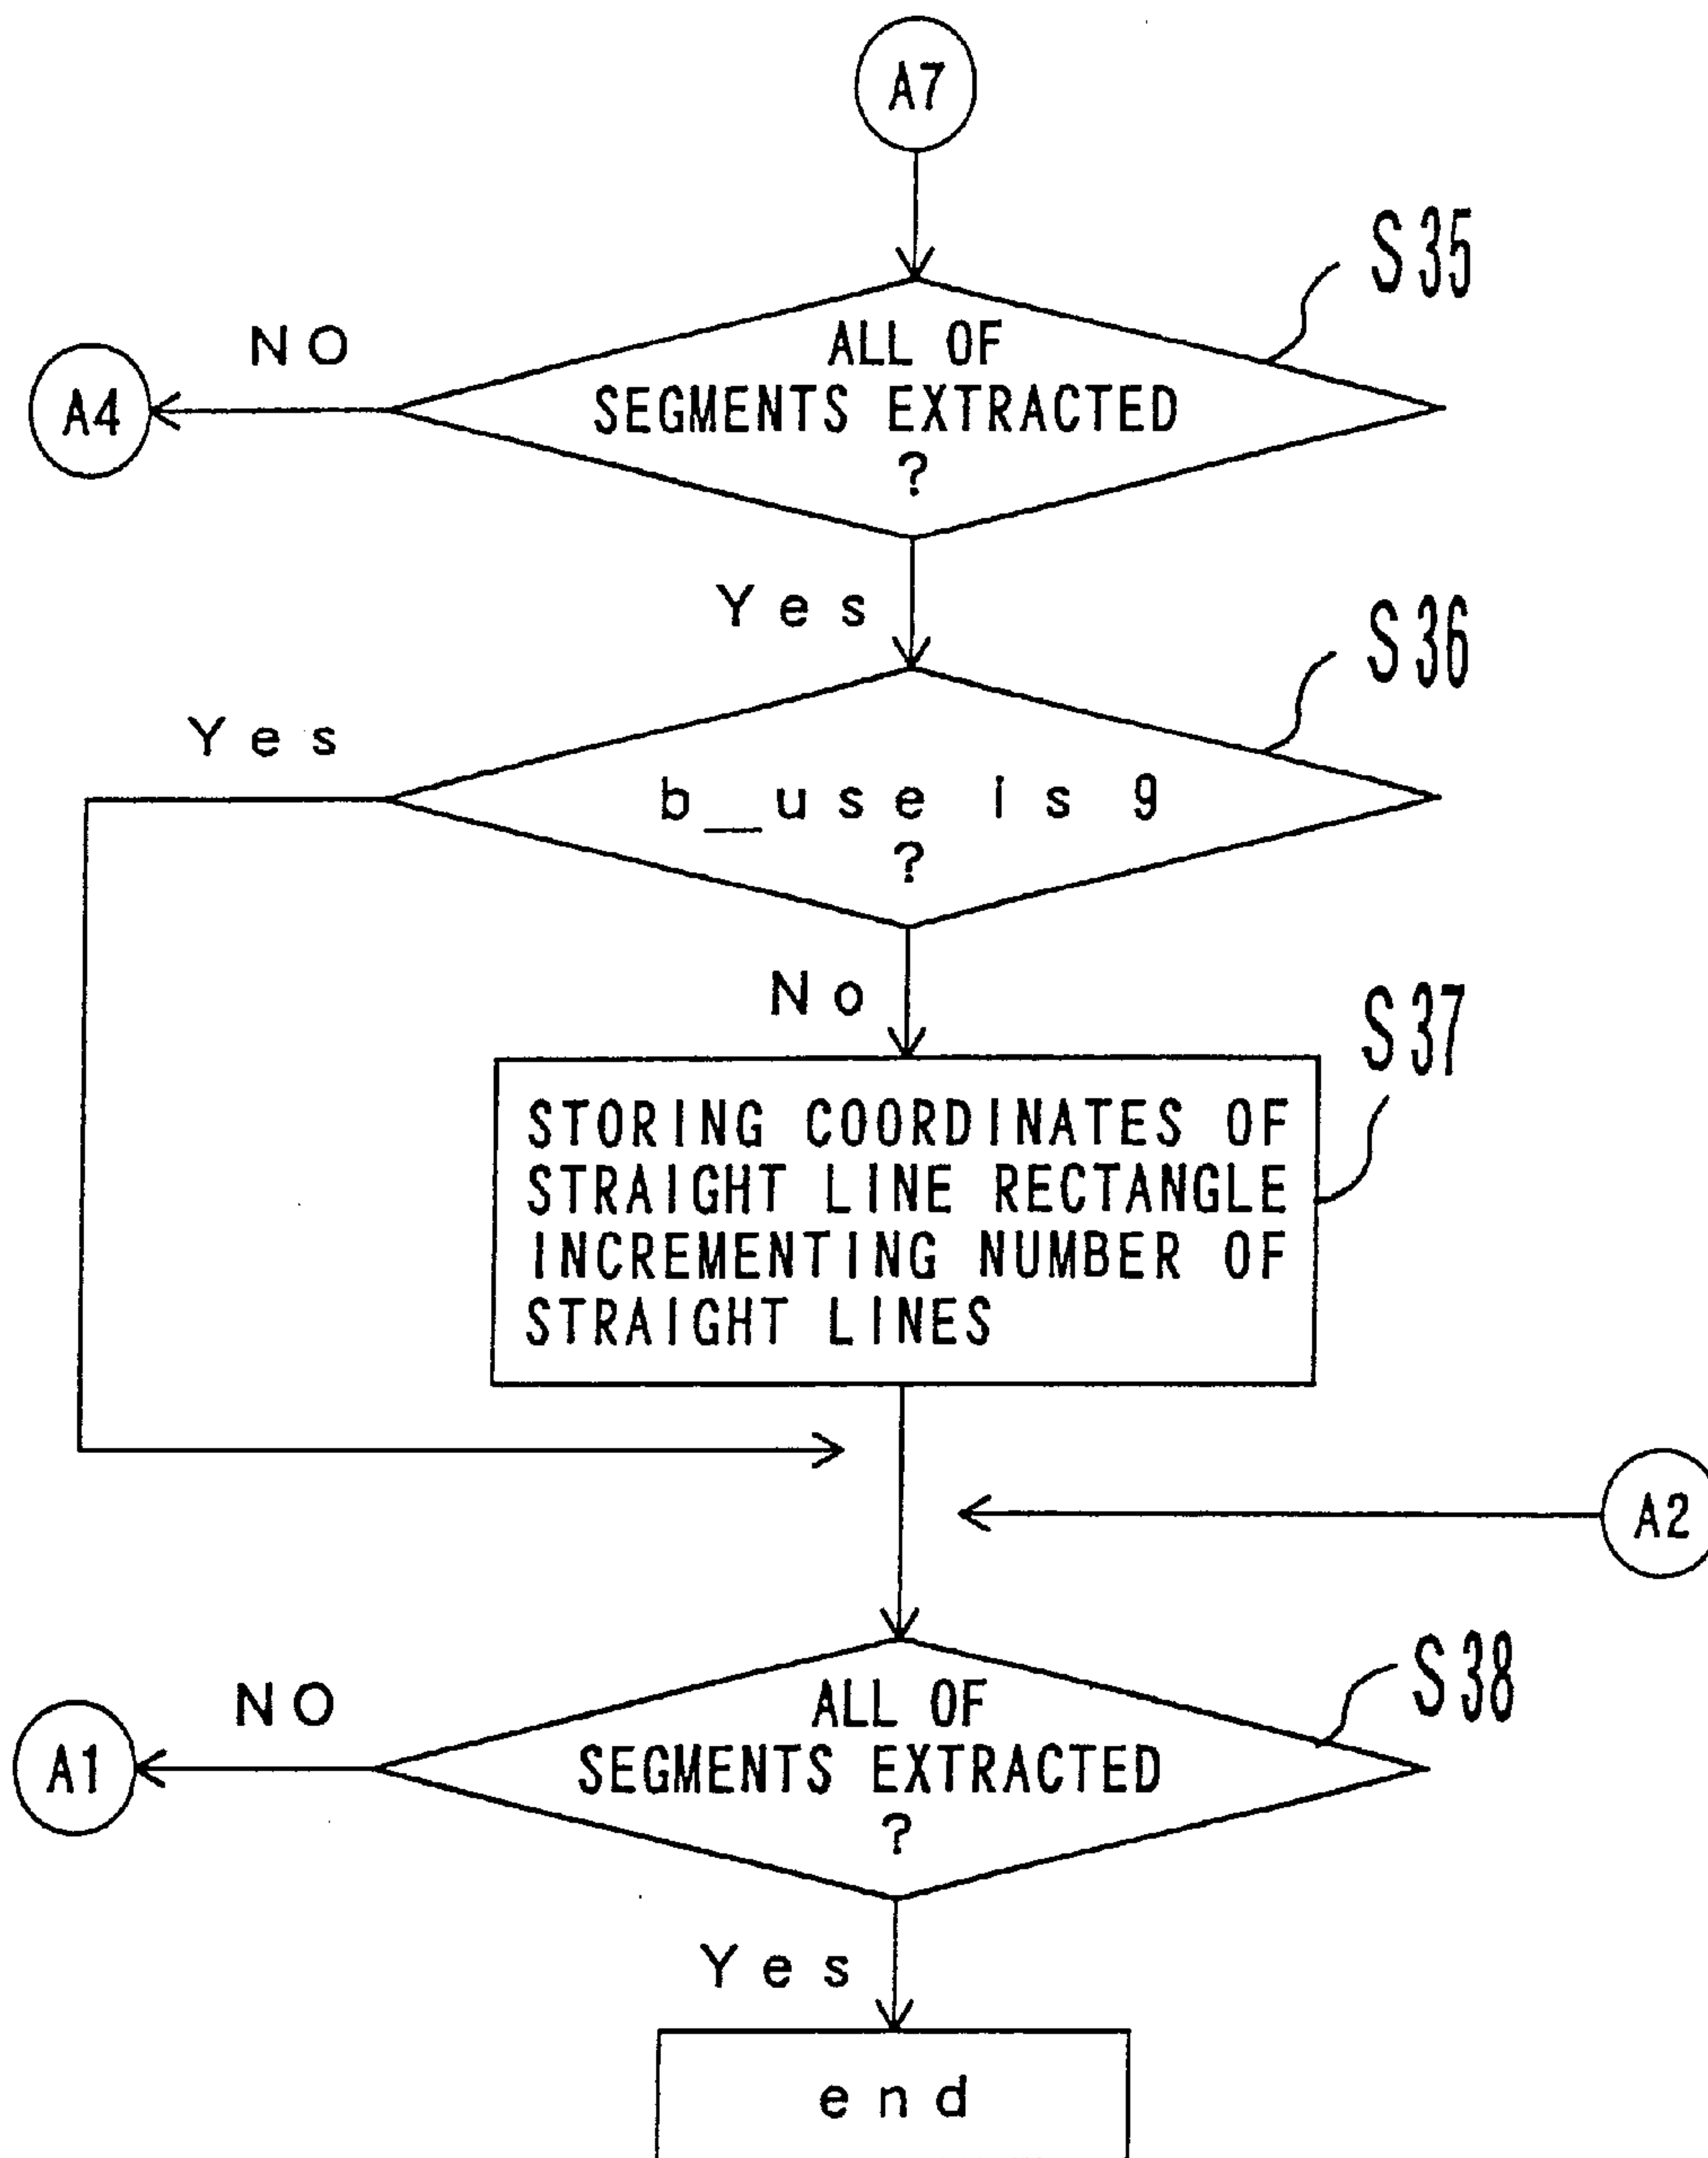 A7
S35
ALL OF
SEGMENTS EXTRACTED
?
NO
A4
Yes
S36
b_use is 9
?
Yes
No
S37
STORING COORDINATES OF
STRAIGHT LINE RECTANGLE
INCREMENTING NUMBER OF
STRAIGHT LINES
A2
S38
ALL OF
SEGMENTS EXTRACTED
?
NO
A1
Yes
end